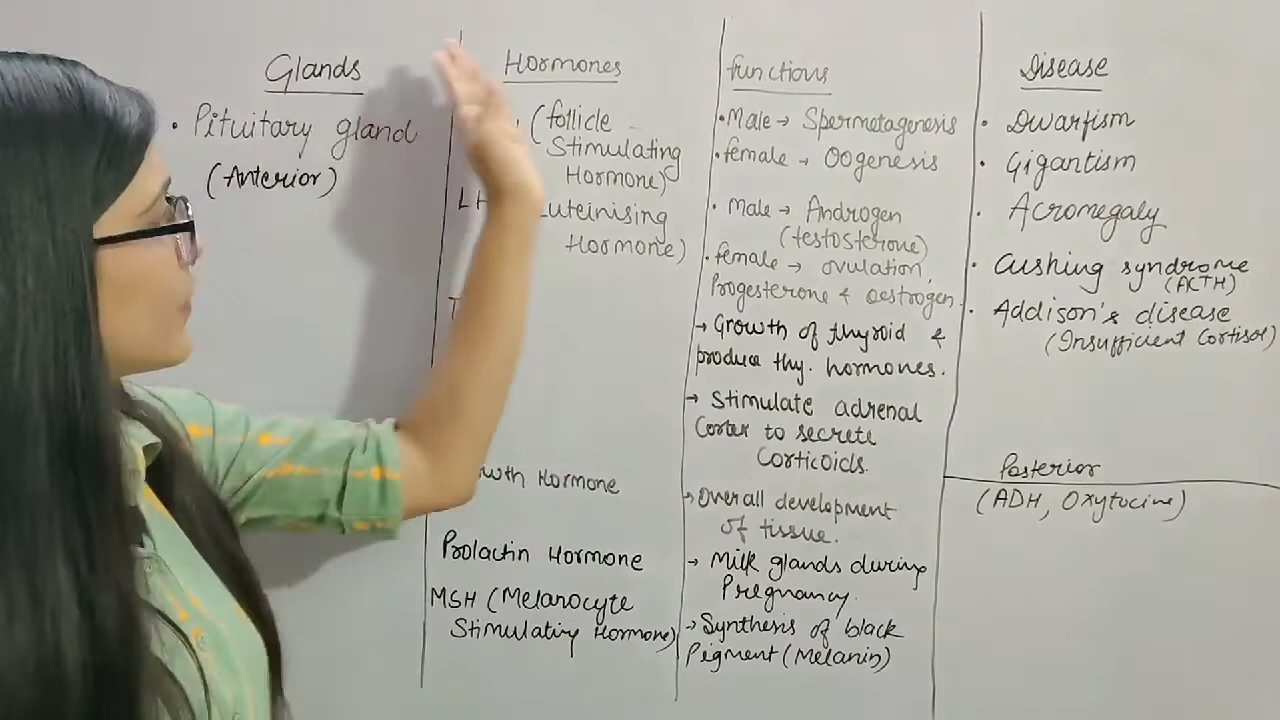 Glands
• Pituitary gland
(Anterior)
Hormones
(follicle
Stimulating
Hormone)
LH
Luteinising
Hormone)
T
Growth Hormone
Prolactin Hormone
MSH (Melanocyte
Stimulating Hormone)
functions
• Male → Spermetagenesis
• female → Oogenesis
• Male → Androgen
(testosterone)
• female → ovulation,
Progesterone & oestrogen
→ Growth of thyroid &
produce thy. hormones.
→ Stimulate adrenal
Cortex to secrete
Corticoids.
→ Overall development
of tissue.
→ Milk glands during
Pregnancy.
→ Synthesis of black
Pigment (Melanin)
Disease
• Dwarfism
• Gigantism
• Acromegaly
• Cushing syndrome
(ACTH)
• Addison's disease
(Insufficient Cortisol)
Posterior
(ADH, Oxytocine)